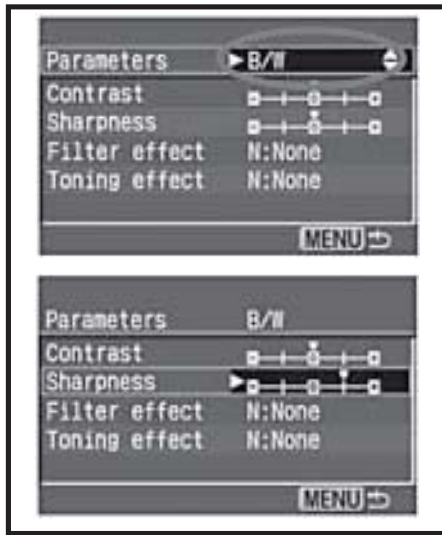 Parameters B/W
Contrast
Sharpness
Filter effect N:None
Toning effect N:None
MENU
Parameters B/W
Contrast
Sharpness
Filter effect N:None
Toning effect N:None
MENU